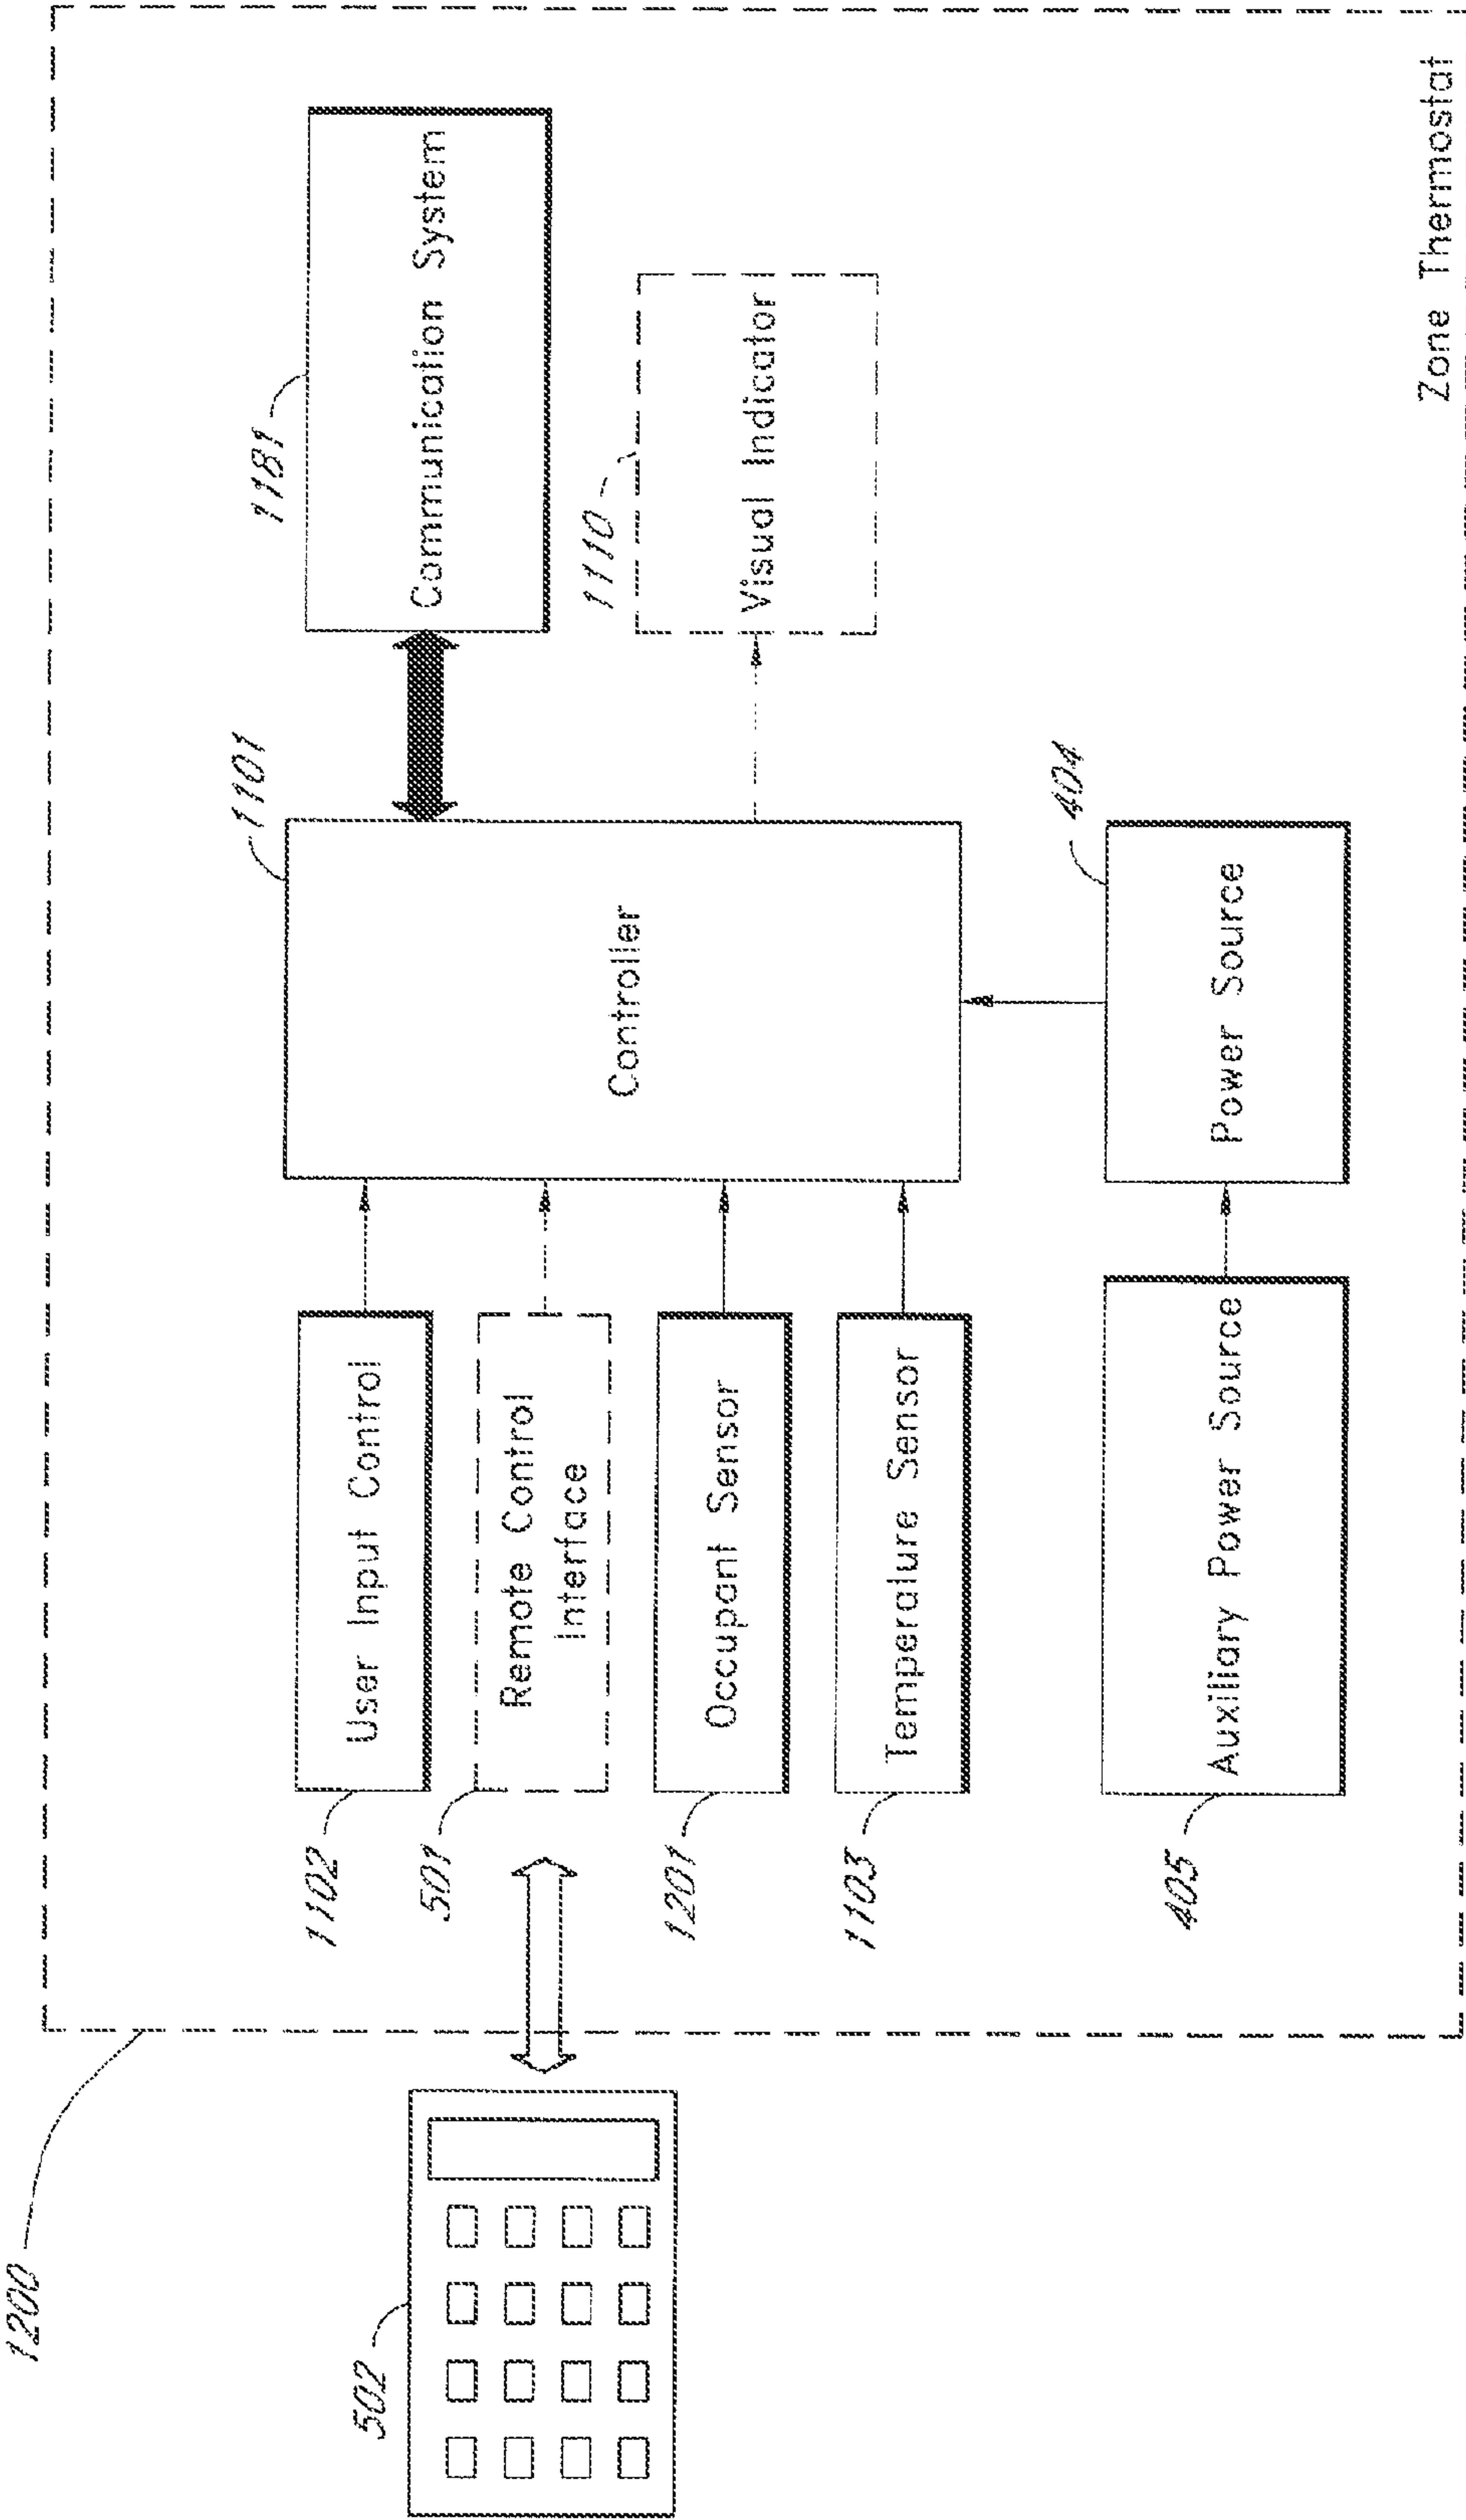 1200
502
1102
User Input Control
501
Remote Control
Interface
1201
Occupant Sensor
1103
Temperature Sensor
405
Auxiliary Power Source
1101
Controller
404
Power Source
1181
Communication System
1110
Visual Indicator
Zone Thermostat